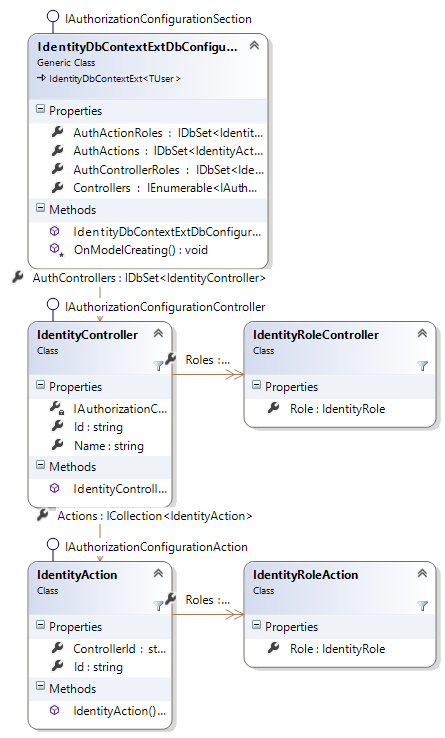 IAuthorizationConfigurationSection
IdentityDbContextExtDbConfigu...
Generic Class
IdentityDbContextExt<TUser>
Properties
AuthActionRoles : IDbSet<Identit...
AuthActions : IDbSet<IdentityAct...
AuthControllerRoles : IDbSet<Ide...
Controllers : IEnumerable<IAuth...
Methods
IdentityDbContextExtDbConfigur...
OnModelCreating() : void
AuthControllers : IDbSet<IdentityController>
IAuthorizationConfigurationController
IdentityController
Class
Roles :...
IdentityRoleController
Class
Properties
IAuthorizationC...
Id : string
Name : string
Methods
IdentityControll...
Properties
Role : IdentityRole
Actions : ICollection<IdentityAction>
IAuthorizationConfigurationAction
IdentityAction
Class
Roles :...
IdentityRoleAction
Class
Properties
ControllerId : st...
Id : string
Methods
IdentityAction()...
Properties
Role : IdentityRole